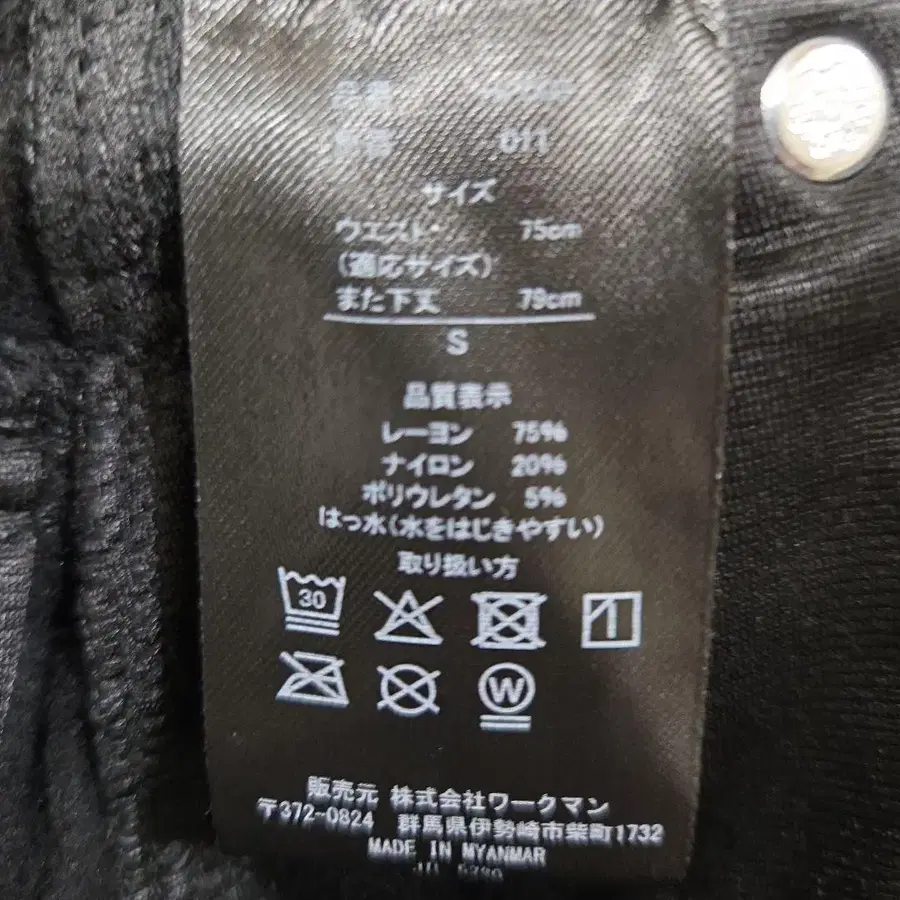 011
サイズ
ウエスト 75cm
(適応サイズ)
また下丈 79cm
S
品質表示
レーヨン 75%
ナイロン 20%
ポリウレタン 5%
はっ水(水をはじきやすい)
取り扱い方
30
W
販売元 株式会社ワークマン
〒372-0824 群馬県伊勢崎市柴町1732
MADE IN MYANMAR